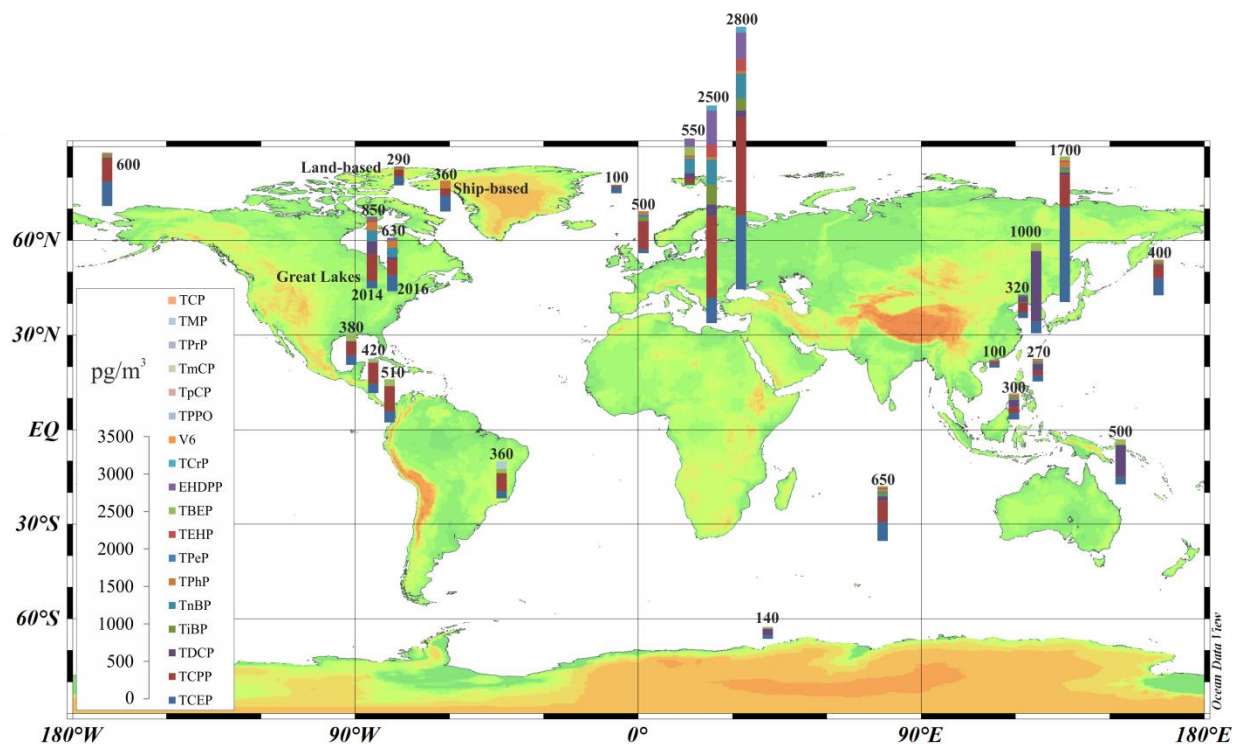 2800
2500
550
1700
600
Land-based
290
360
Ship-based
100
500
850
630
60°N
1000
400
Great Lakes
2014
2016
320
30°N
380
420
510
100
270
300
pg/m³
EQ
500
360
650
30°S
60°S
140
TCP
TMP
TPrP
TmCP
TpCP
TPPO
V6
TCrP
EHDPP
TBEP
TEHP
TPeP
TPhP
TnBP
TiBP
TDCP
TCPP
TCEP
3500
3000
2500
2000
1500
1000
500
0
Ocean Data View
180°W
90°W
0°
90°E
180°E